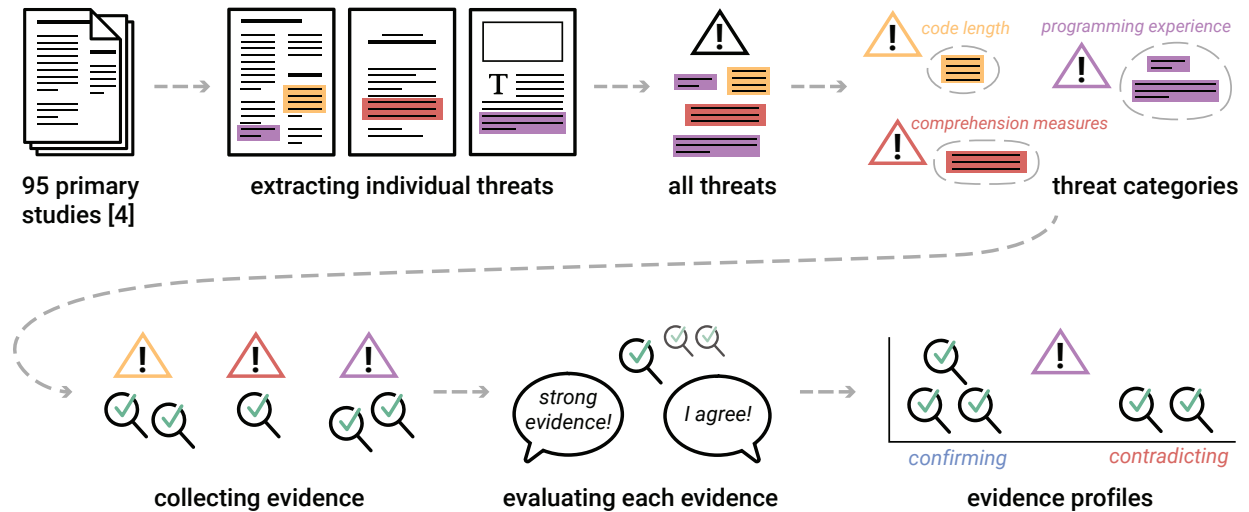 code length
programming experience
T
comprehension measures
95 primary
studies [4]
extracting individual threats
all threats
threat categories
strong
evidence!
I agree!
confirming
contradicting
collecting evidence
evaluating each evidence
evidence profiles